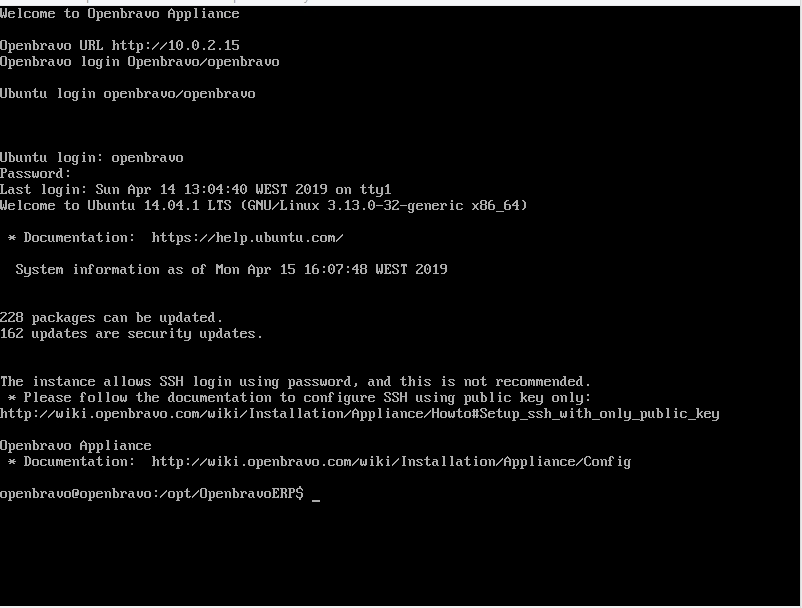 Welcome to Openbravo Appliance
Openbravo URL http://10.0.2.15
Openbravo login Openbravo/openbravo
Ubuntu login openbravo/openbravo
Ubuntu login: openbravo
Password:
Last login: Sun Apr 14 13:04:40 WEST 2019 on tty1
Welcome to Ubuntu 14.04.1 LTS (GNU/Linux 3.13.0-32-generic x86_64)
* Documentation:  https://help.ubuntu.com/
System information as of Mon Apr 15 16:07:48 WEST 2019
228 packages can be updated.
162 updates are security updates.
The instance allows SSH login using password, and this is not recommended.
* Please follow the documentation to configure SSH using public key only:
http://wiki.openbravo.com/wiki/Installation/Appliance/Howto#Setup_ssh_with_only_public_key
Openbravo Appliance
* Documentation:  http://wiki.openbravo.com/wiki/Installation/Appliance/Config
openbravo@openbravo:/opt/OpenbravoERP$ _